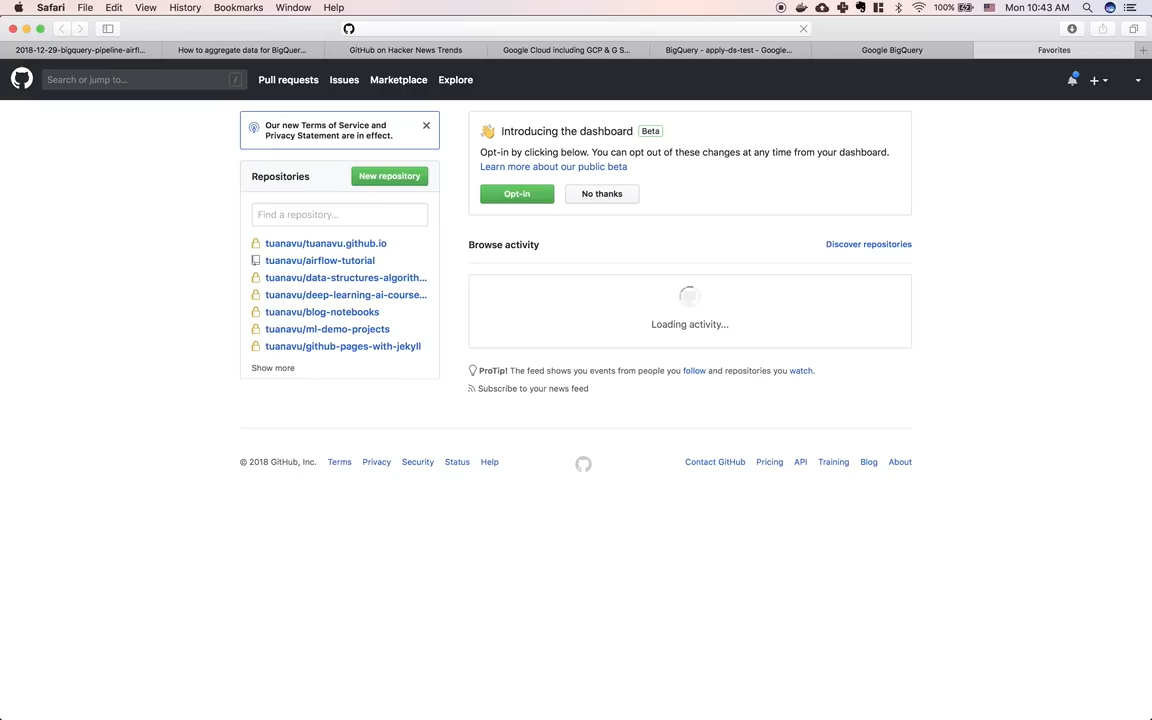 Safari File Edit View History Bookmarks Window Help
100% Mon 10:43 AM
2018-12-29-bigquery-pipeline-airfl...
How to aggregate data for BigQuer...
GitHub on Hacker News Trends
Google Cloud including GCP & G S...
BigQuery - apply-ds-test - Google...
Google BigQuery
Favorites
Search or jump to... /
Pull requests Issues Marketplace Explore
Our new Terms of Service and
Privacy Statement are in effect.
Repositories
New repository
Find a repository...
tuanavu/tuanavu.github.io
tuanavu/airflow-tutorial
tuanavu/data-structures-algorith...
tuanavu/deep-learning-ai-course...
tuanavu/blog-notebooks
tuanavu/ml-demo-projects
tuanavu/github-pages-with-jekyll
Show more
Introducing the dashboard Beta
Opt-in by clicking below. You can opt out of these changes at any time from your dashboard.
Learn more about our public beta
Opt-in
No thanks
Browse activity
Discover repositories
Loading activity...
ProTip! The feed shows you events from people you follow and repositories you watch.
Subscribe to your news feed
© 2018 GitHub, Inc. Terms Privacy Security Status Help
Contact GitHub Pricing API Training Blog About